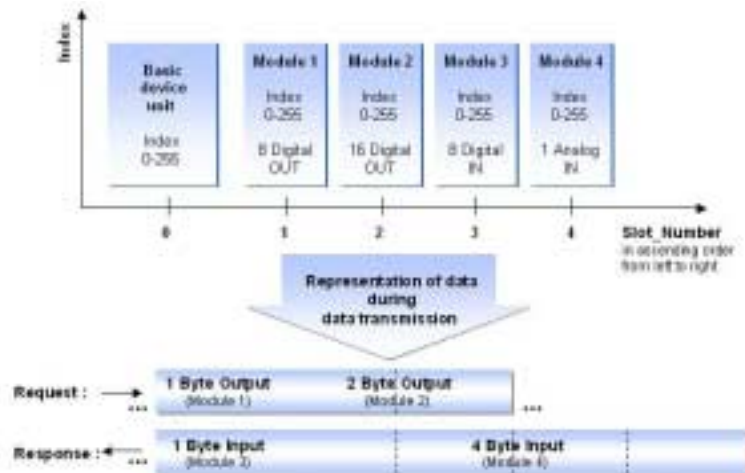 Index
Basic
device
unit
Index
0-255
Module 1
Index
0-255
8 Digital
OUT
Module 2
Index
0-255
16 Digital
OUT
Module 3
Index
0-255
8 Digital
IN
Module 4
Index
0-255
1 Analog
IN
0 1 2 3 4
Slot_Number
in ascending order
from left to right
Representation of data
during
data transmission
Request :
...
1 Byte Output
(Module 1)
2 Byte Output
(Module 2)
...
Response :
...
1 Byte Input
(Module 3)
4 Byte Input
(Module 4)